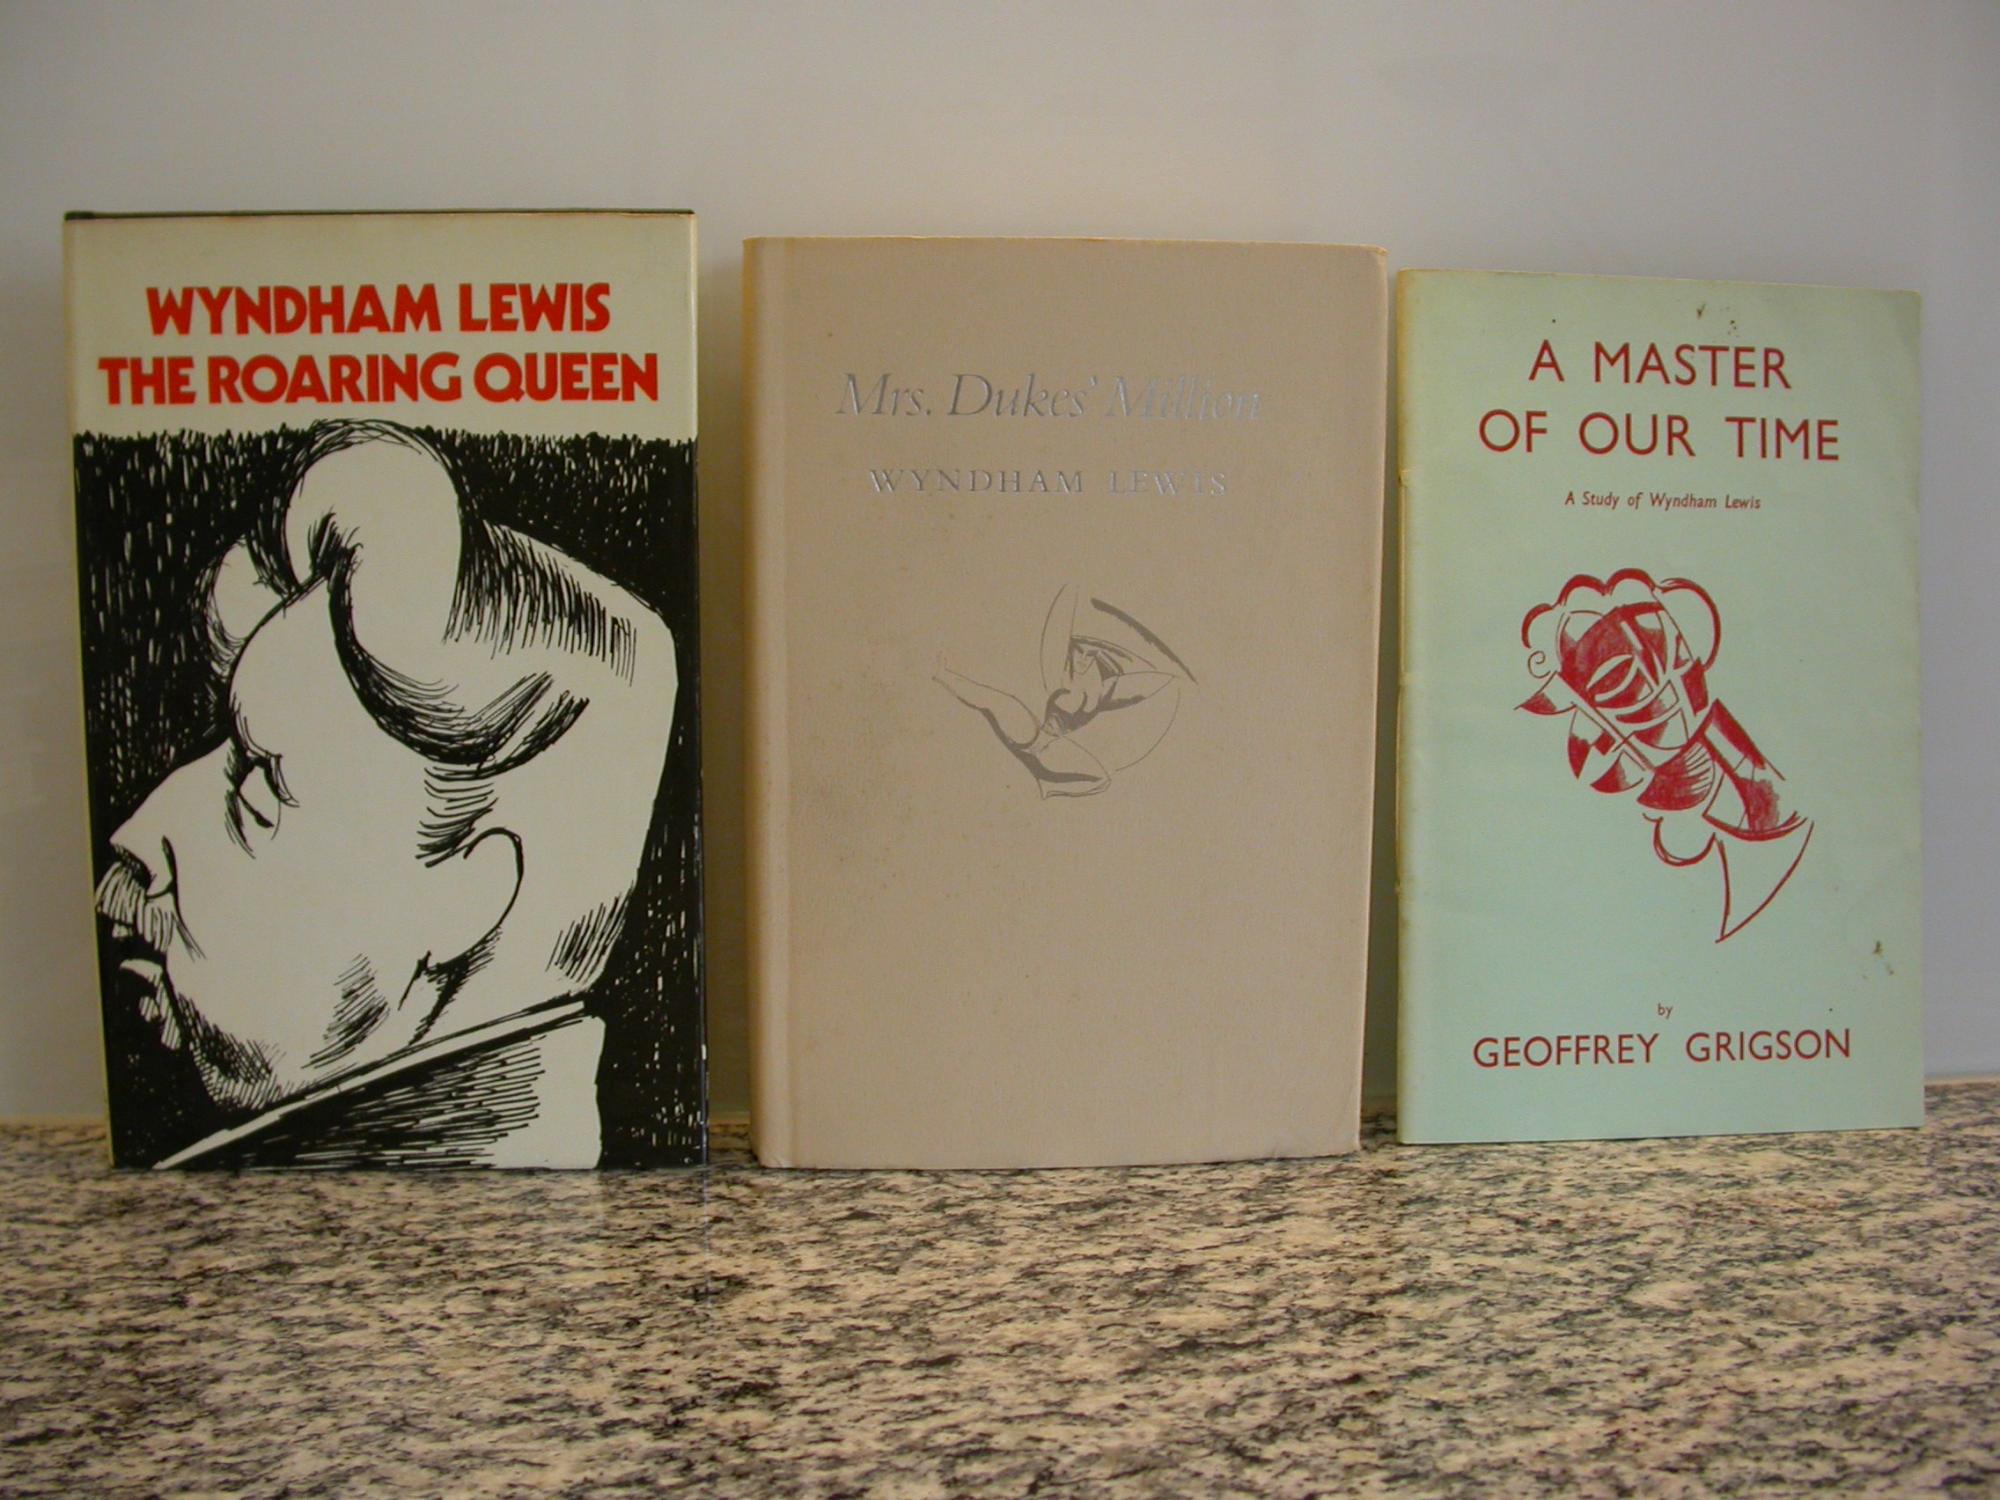 WYNDHAM LEWIS
THE ROARING QUEEN
Mrs. Dukes' Million
WYNDHAM LEWIS
A MASTER
OF OUR TIME
A Study of Wyndham Lewis
by
GEOFFREY GRIGSON